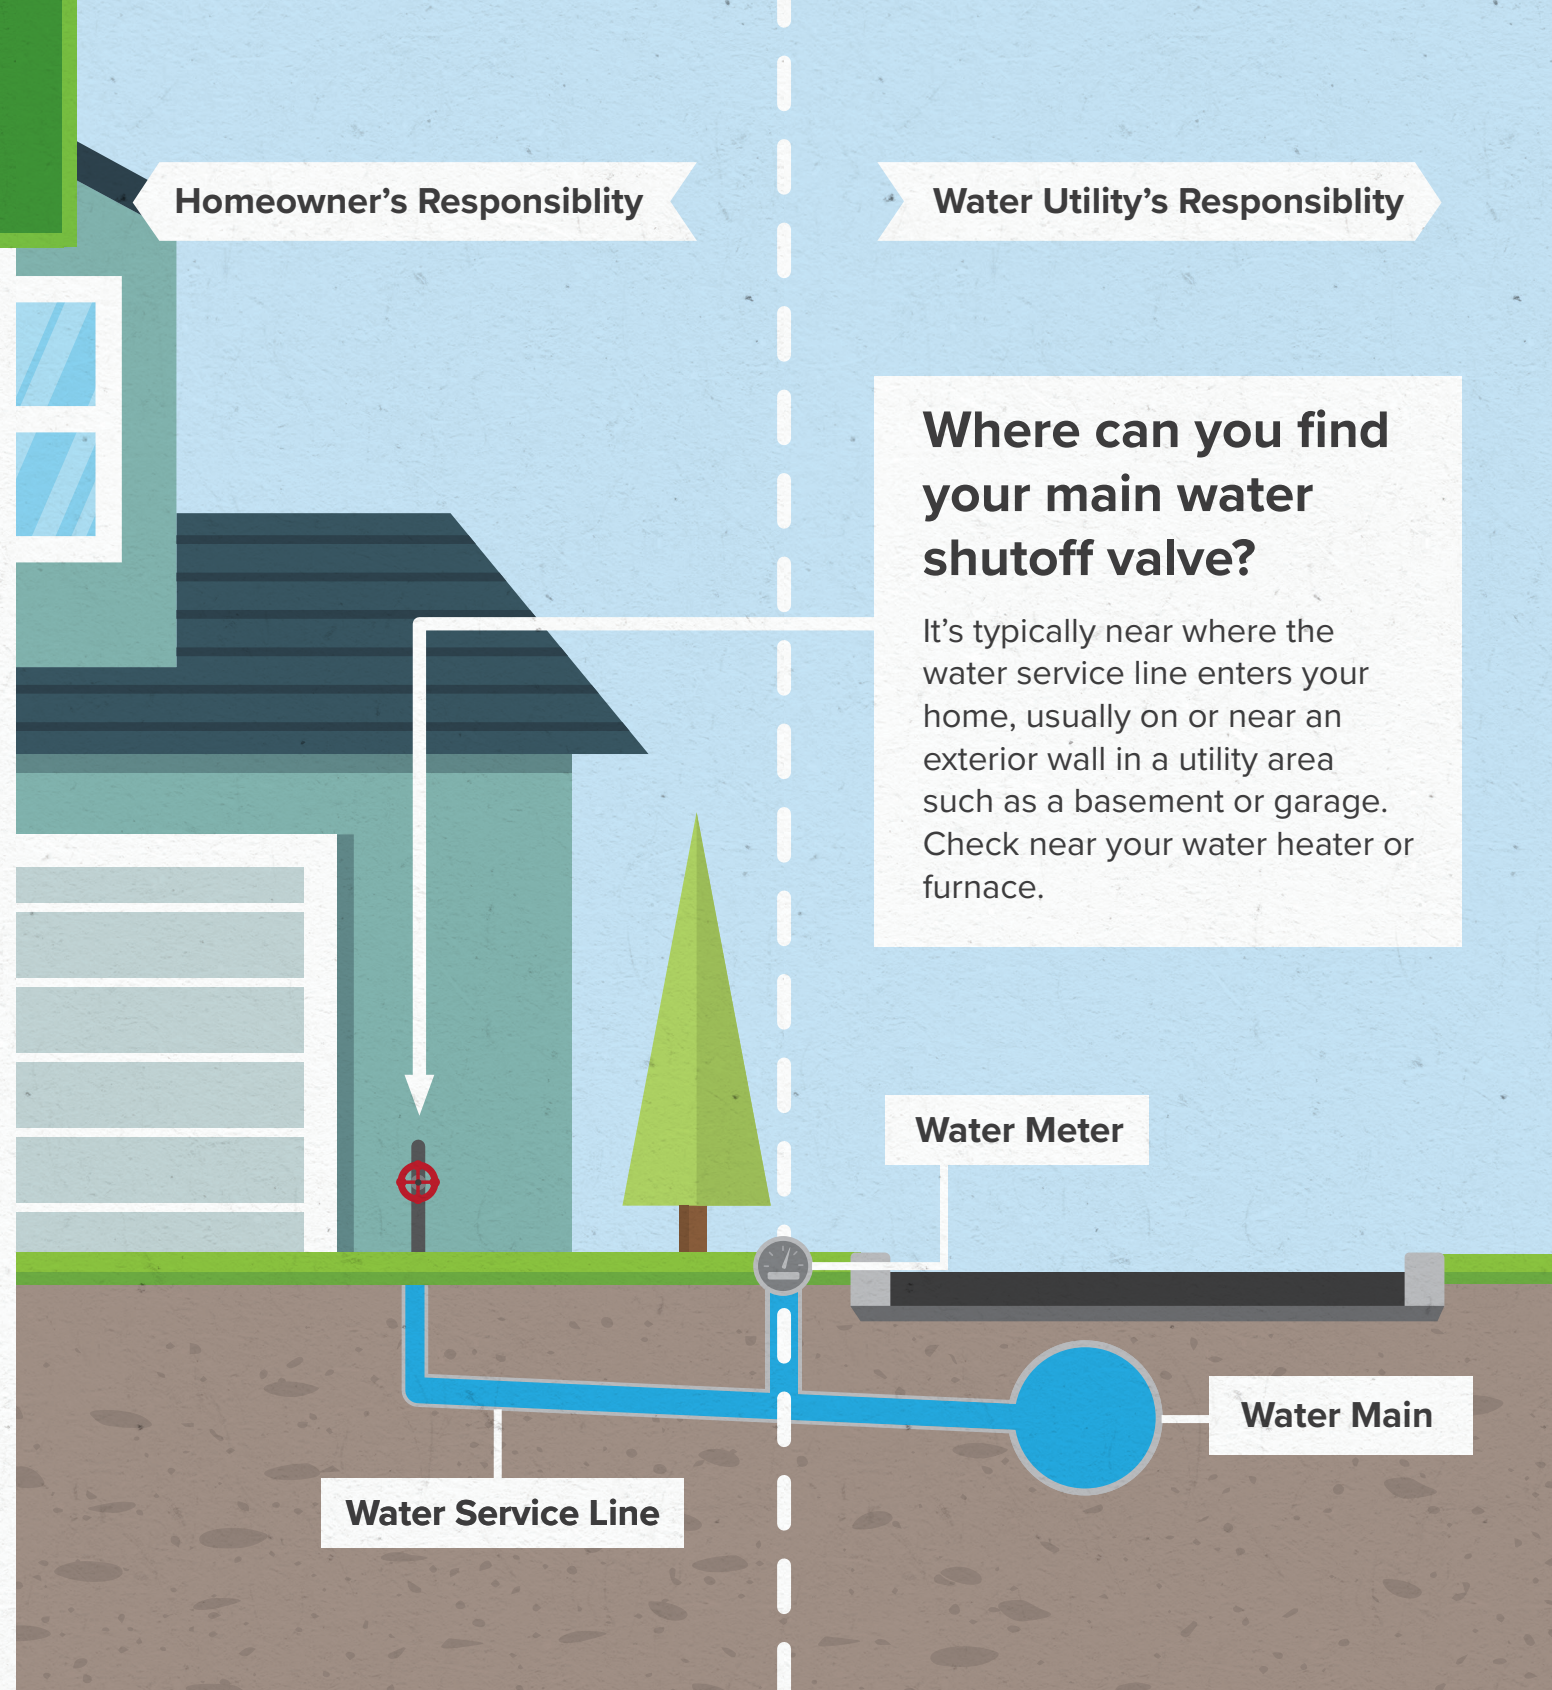 Homeowner’s Responsiblity
Water Utility’s Responsiblity
Where can you find
your main water
shutoff valve?
It’s typically near where the
water service line enters your
home, usually on or near an
exterior wall in a utility area
such as a basement or garage.
Check near your water heater or
furnace.
Water Meter
Water Main
Water Service Line